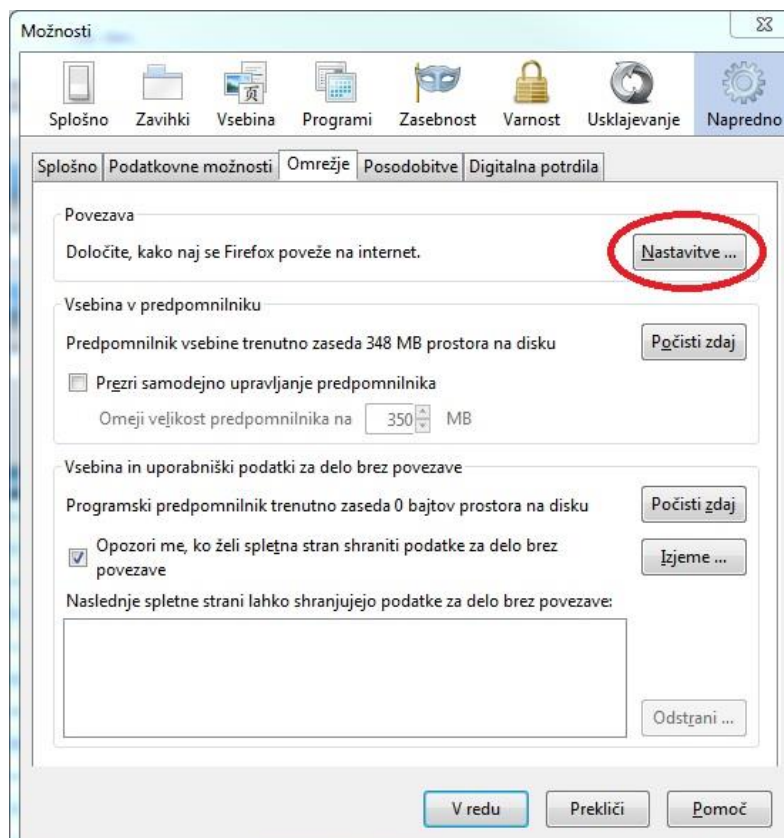 Možnosti
Splošno Zavihki Vsebina Programi Zasebnost Varnost Usklajevanje Napredno
Splošno Podatkovne možnosti Omrežje Posodobitve Digitalna potrdila
Povezava
Določite, kako naj se Firefox poveže na internet. Nastavitve ...
Vsebina v predpomnilniku
Predpomnilnik vsebine trenutno zaseda 348 MB prostora na disku Počisti zdaj
Prezri samodejno upravljanje predpomnilnika
Omeji velikost predpomnilnika na 350 MB
Vsebina in uporabniški podatki za delo brez povezave
Programski predpomnilnik trenutno zaseda 0 bajtov prostora na disku Počisti zdaj
Opozori me, ko želi spletna stran shraniti podatke za delo brez
povezave Izjeme ...
Naslednje spletne strani lahko shranjujejo podatke za delo brez povezave:
Odstrani ...
V redu Prekliči Pomoč